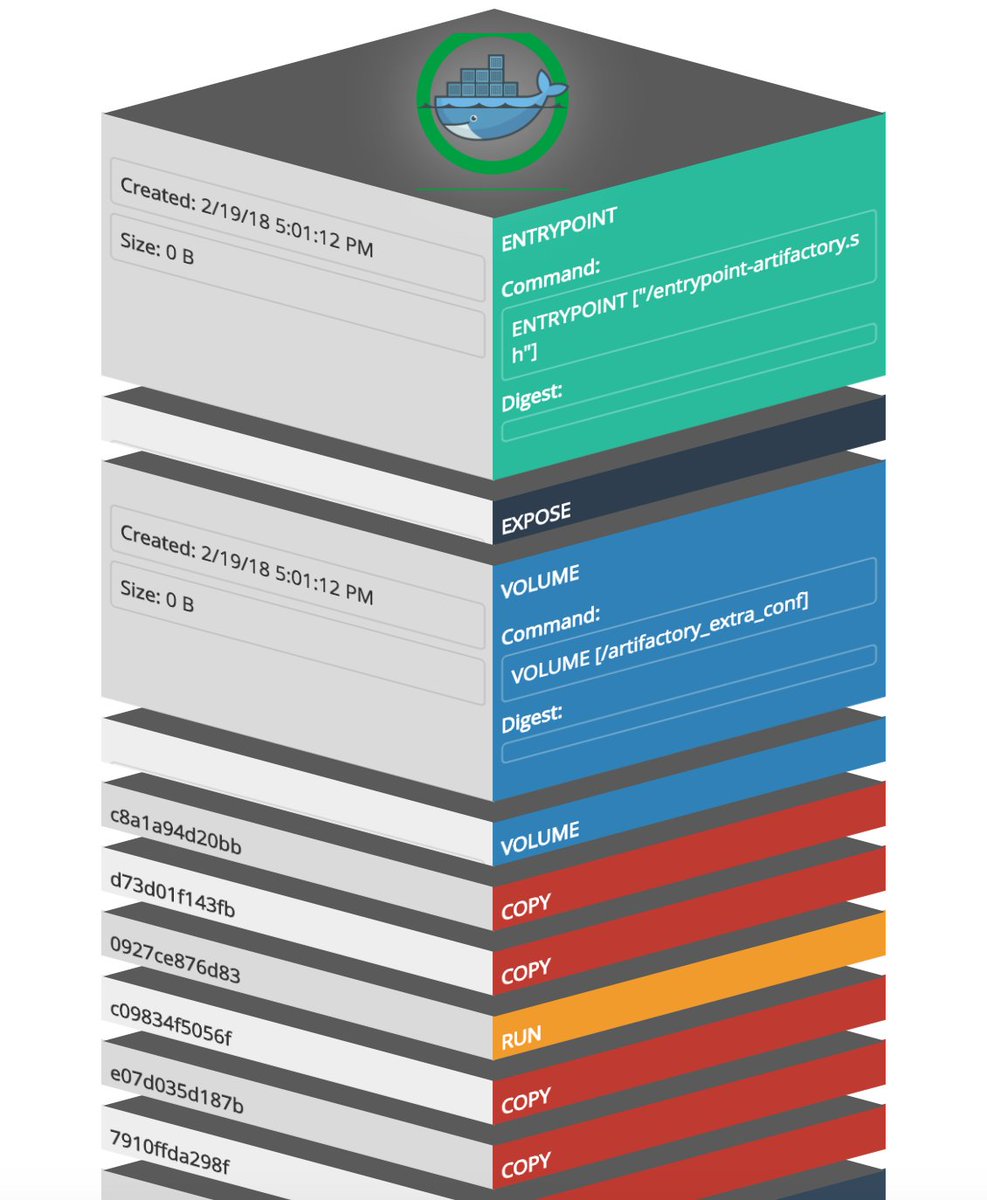 Created: 2/19/18 5:01:12 PM
Size: 0 B
ENTRYPOINT
Command:
ENTRYPOINT ["/entrypoint-artifactory.s
h"]
Digest:
EXPOSE
Created: 2/19/18 5:01:12 PM
Size: 0 B
VOLUME
Command:
VOLUME [/artifactory_extra_conf]
Digest:
VOLUME
c8a1a94d20bb
COPY
d73d01f143fb
COPY
0927ce876d83
RUN
c09834f5056f
COPY
e07d035d187b
COPY
7910ffda298f